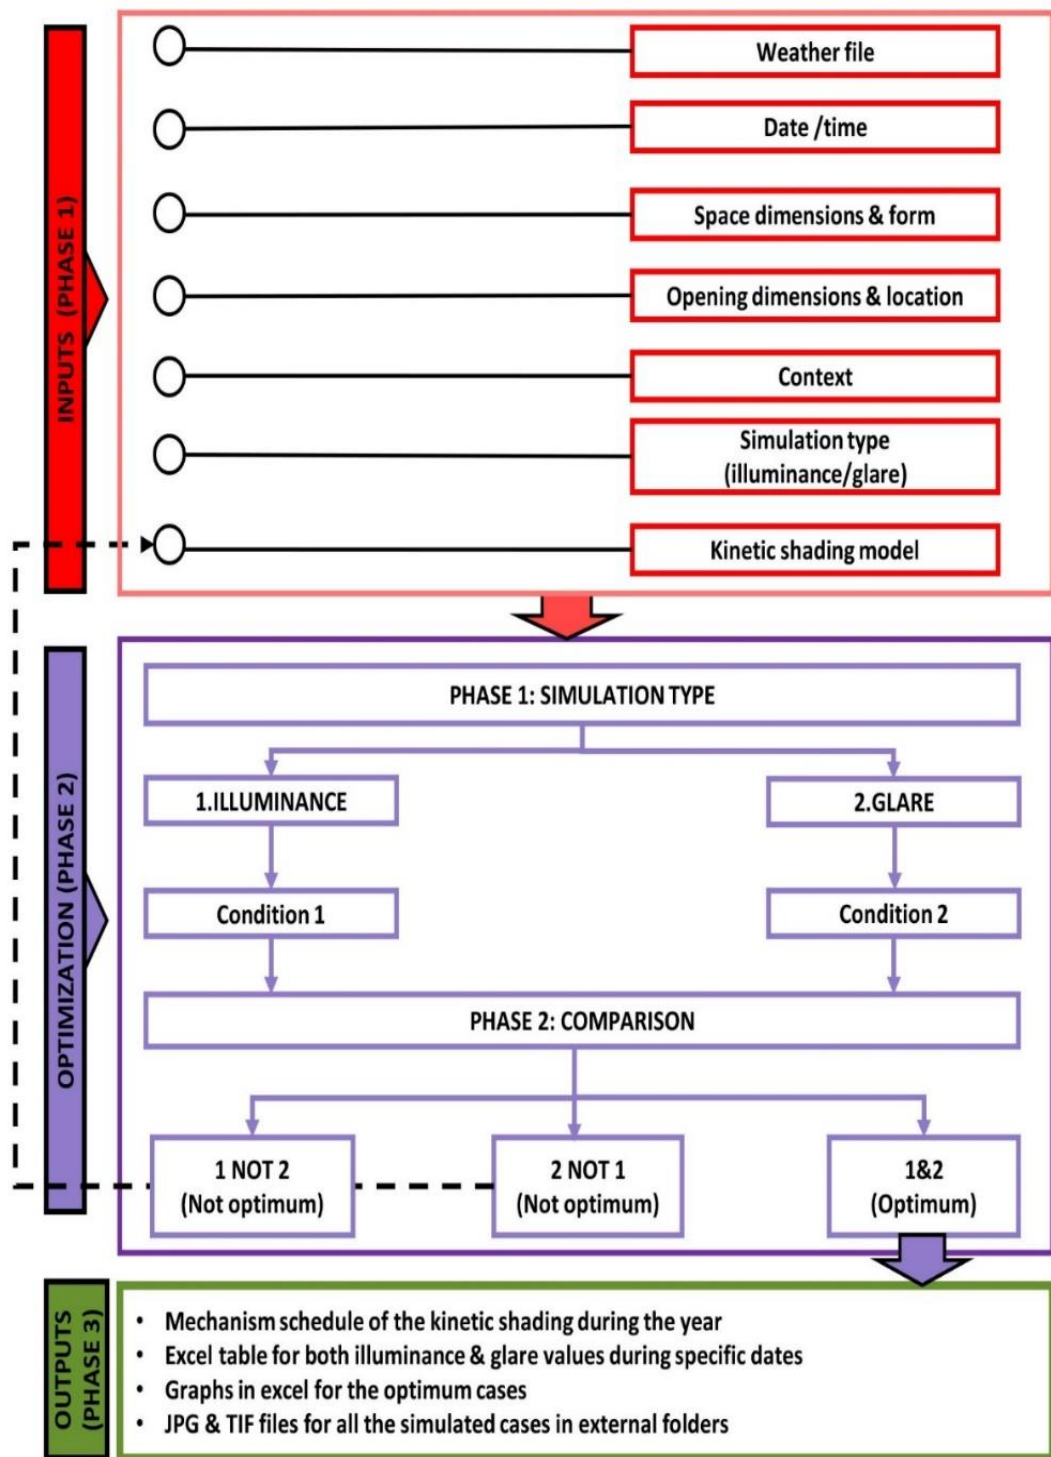 INPUTS (PHASE 1)
Weather file
Date /time
Space dimensions & form
Opening dimensions & location
Context
Simulation type
(illuminance/glare)
Kinetic shading model
OPTIMIZATION (PHASE 2)
PHASE 1: SIMULATION TYPE
1.ILLUMINANCE
2.GLARE
Condition 1
Condition 2
PHASE 2: COMPARISON
1 NOT 2
(Not optimum)
2 NOT 1
(Not optimum)
1&2
(Optimum)
OUTPUTS
(PHASE 3)
• Mechanism schedule of the kinetic shading during the year
• Excel table for both illuminance & glare values during specific dates
• Graphs in excel for the optimum cases
• JPG & TIF files for all the simulated cases in external folders